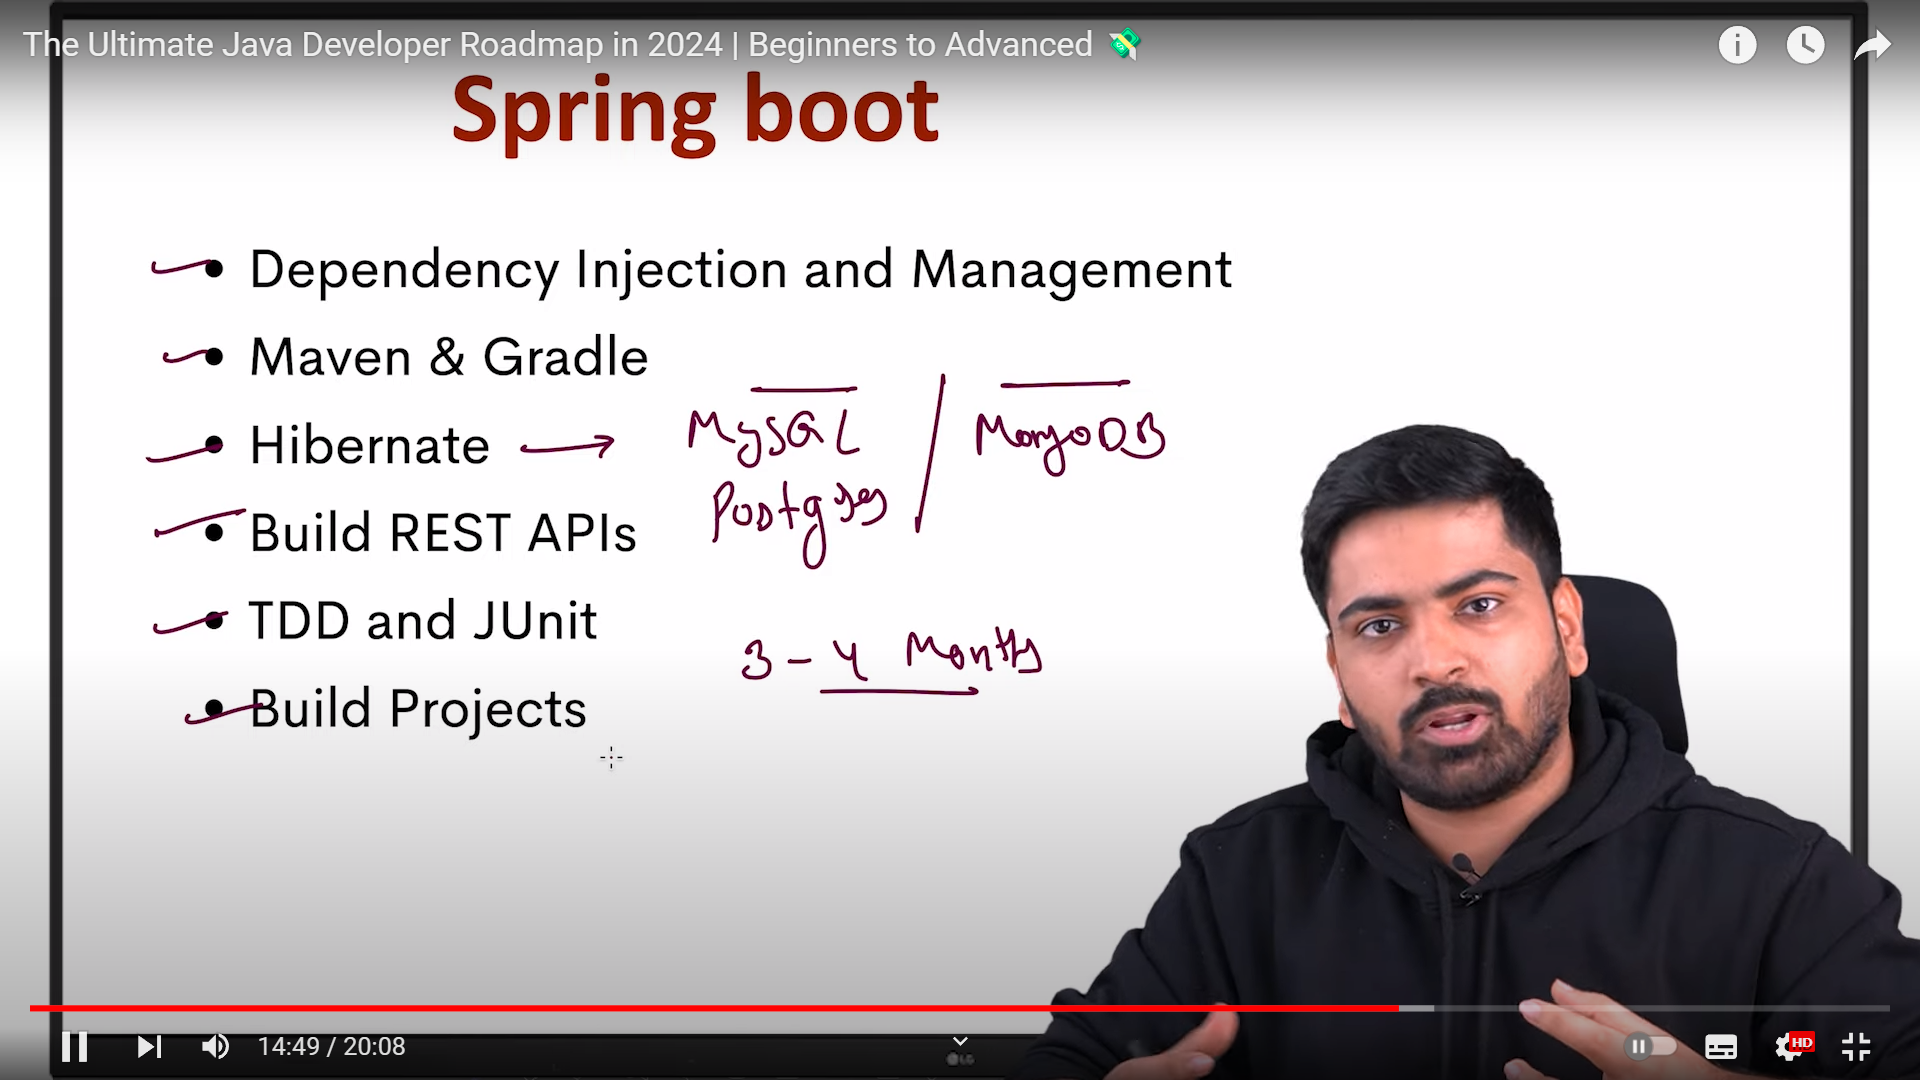 The Ultimate Java Developer Roadmap in 2024 | Beginners to Advanced 💸
Spring boot
• Dependency Injection and Management
• Maven & Gradle
MySQL / MongoDB
• Hibernate →
Postgres
• Build REST APIs
• TDD and JUnit
3 - 4 Months
• Build Projects
14:49 / 20:08
HD
LG